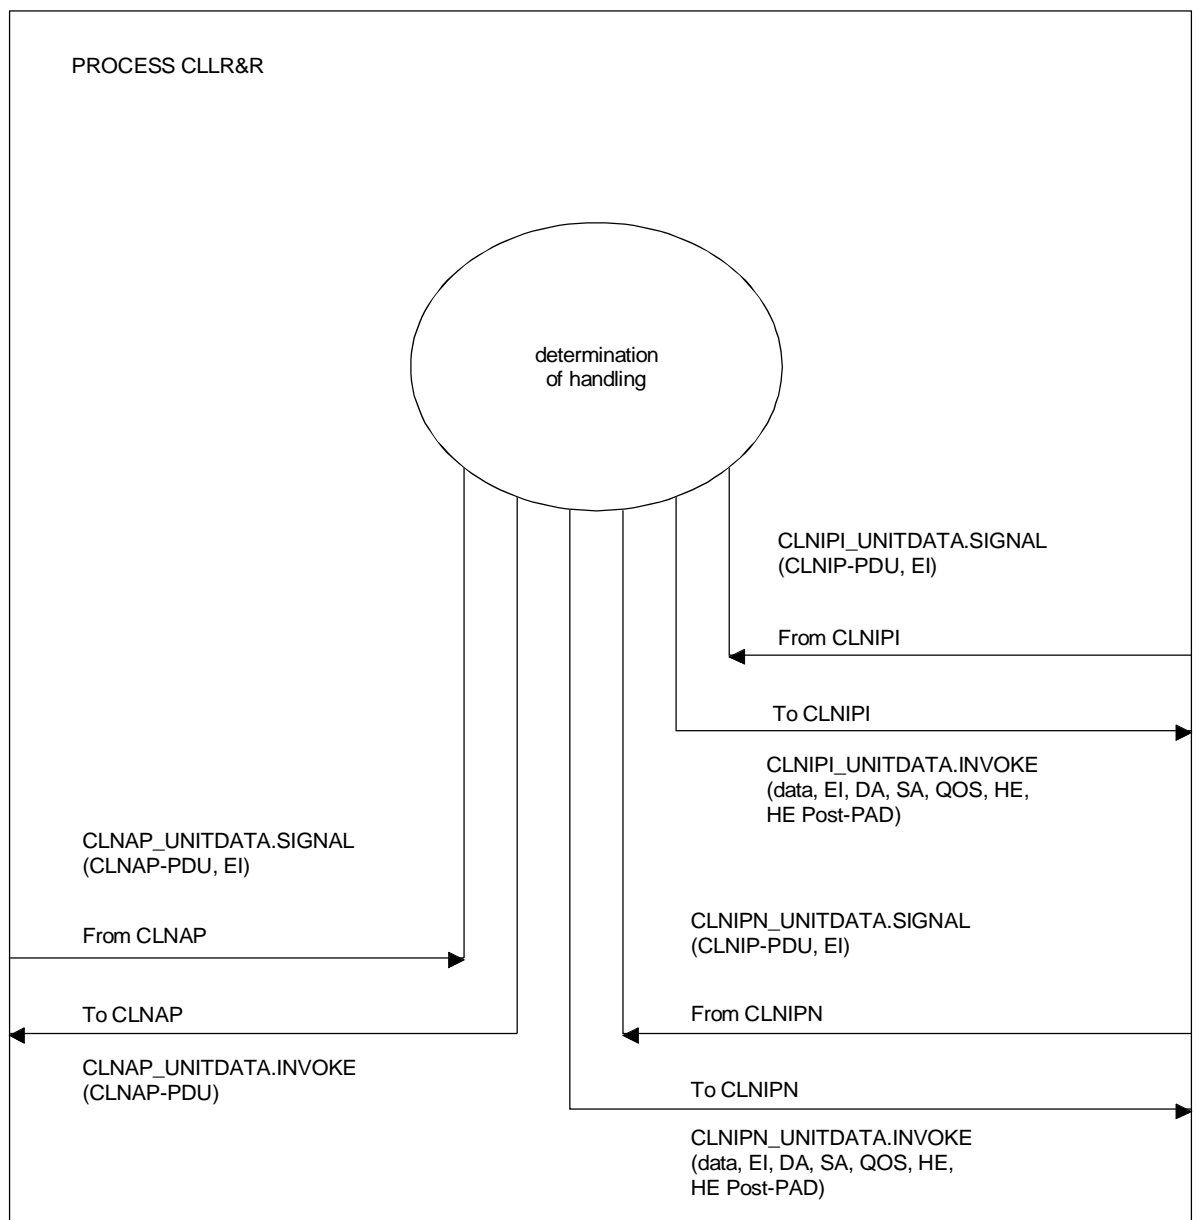 PROCESS CLLR&R
determination
of handling
CLNIPI_UNITDATA.SIGNAL
(CLNIP-PDU, EI)
From CLNIPI
To CLNIPI
CLNIPI_UNITDATA.INVOKE
(data, EI, DA, SA, QOS, HE,
HE Post-PAD)
CLNAP_UNITDATA.SIGNAL
(CLNAP-PDU, EI)
From CLNAP
To CLNAP
CLNAP_UNITDATA.INVOKE
(CLNAP-PDU)
CLNIPN_UNITDATA.SIGNAL
(CLNIP-PDU, EI)
From CLNIPN
To CLNIPN
CLNIPN_UNITDATA.INVOKE
(data, EI, DA, SA, QOS, HE,
HE Post-PAD)